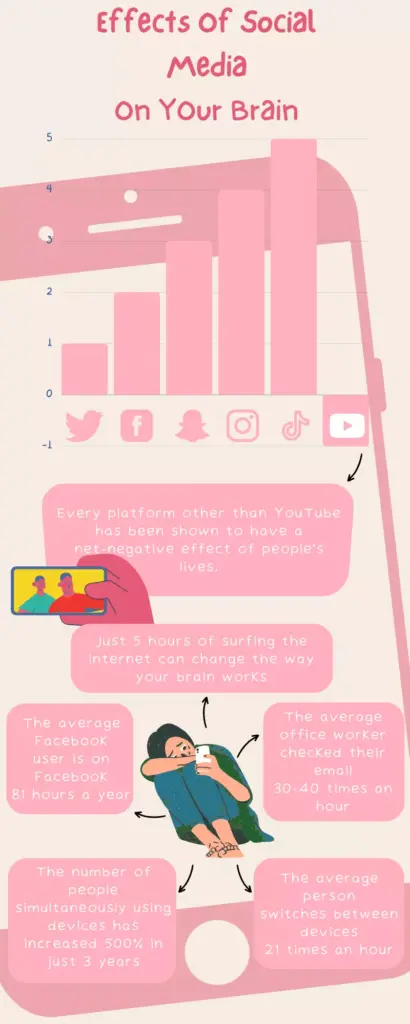 Effects of Social
Media
On Your Brain
5
4
3
2
1
0
-1
Every platform other than YouTube
has been shown to have a
net-negative effect of people's
lives.
Just 5 hours of surfing the
internet can change the way
your brain works
The average
Facebook
user is on
Facebook
81 hours a year
The average
office worker
checked their
email
30-40 times an
hour
The number of
people
simultaneously using
devices has
increased 500% in
just 3 years
The average
person
switches between
devices
21 times an hour